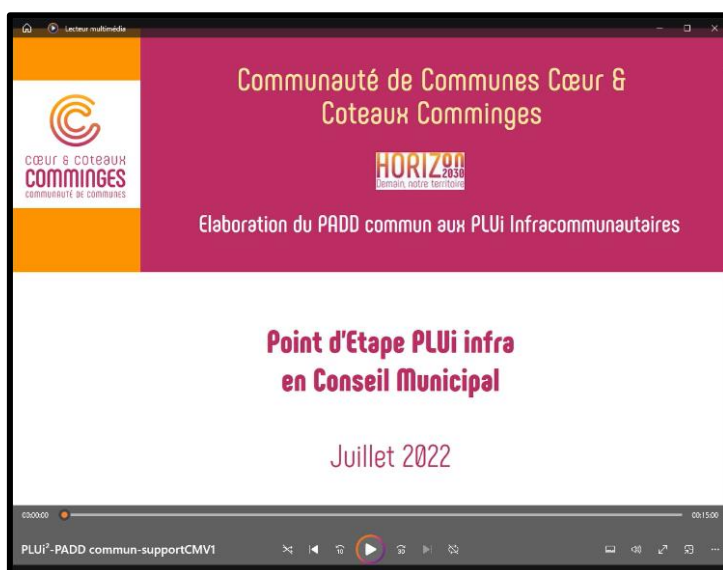 Lecteur multimédia
Communauté de Communes Cœur &
Coteaux Comminges
cœur & coteaux
COMMINGES
COMMUNAUTÉ DE COMMUNES
HORIZON
2030
Demain, notre territoire
Elaboration du PADD commun aux PLUi Infracommunautaires
Point d'Etape PLUi infra
en Conseil Municipal
Juillet 2022
00:00:00
00:15:00
PLUi²-PADD commun-supportCMV1
10
30